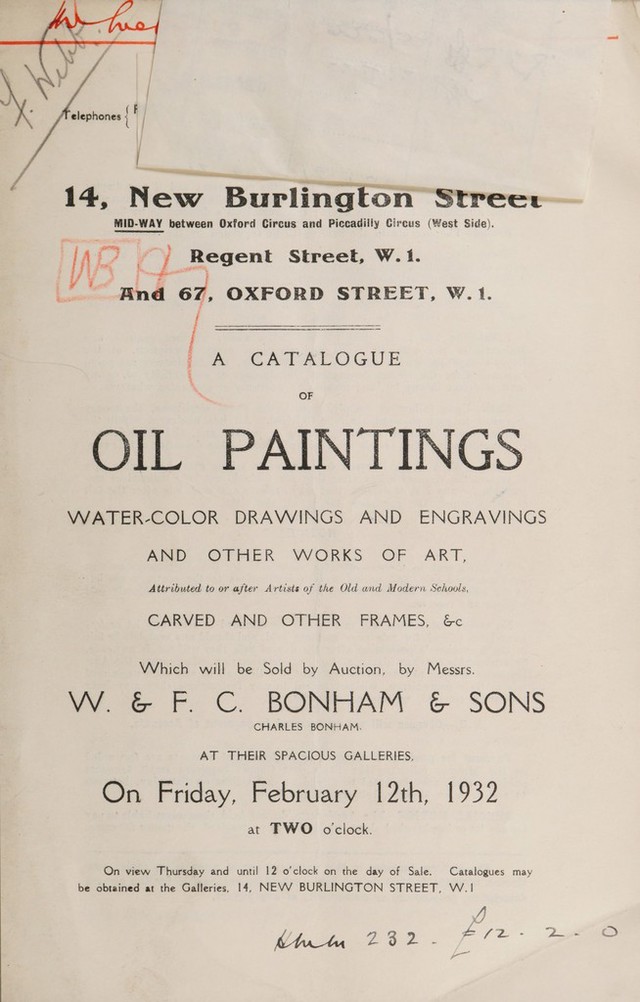 F. Webb.
Telephones
14, New Burlington Street
MID-WAY between Oxford Circus and Piccadilly Circus (West Side).
Regent Street, W.1.
WB
And 67, OXFORD STREET, W.1.
A CATALOGUE
OF
OIL PAINTINGS
WATER-COLOR DRAWINGS AND ENGRAVINGS
AND OTHER WORKS OF ART,
Attributed to or after Artists of the Old and Modern Schools,
CARVED AND OTHER FRAMES, &c
Which will be Sold by Auction, by Messrs.
W. & F. C. BONHAM & SONS
CHARLES BONHAM.
AT THEIR SPACIOUS GALLERIES,
On Friday, February 12th, 1932
at TWO o'clock.
On view Thursday and until 12 o'clock on the day of Sale. Catalogues may
be obtained at the Galleries, 14, NEW BURLINGTON STREET, W.1
232 - £12-2-0